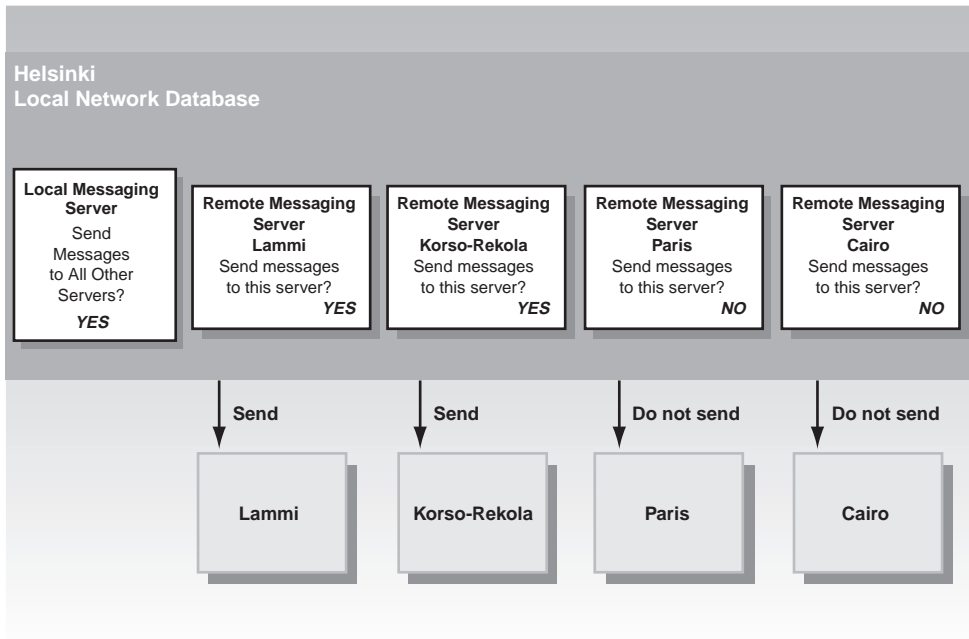 Helsinki
Local Network Database
Local Messaging
Server
Send
Messages
to All Other
Servers?
YES
Remote Messaging
Server
Lammi
Send messages
to this server?
YES
Remote Messaging
Server
Korso-Rekola
Send messages
to this server?
YES
Remote Messaging
Server
Paris
Send messages
to this server?
NO
Remote Messaging
Server
Cairo
Send messages
to this server?
NO
Send
Send
Do not send
Do not send
Lammi
Korso-Rekola
Paris
Cairo